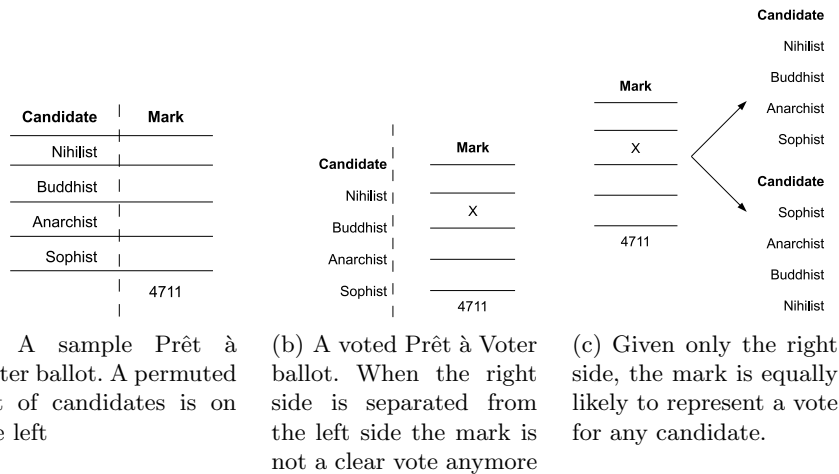 Candidate Mark
Nihilist
Buddhist
Anarchist
Sophist
4711
A sample Prêt à
ter ballot. A permuted
t of candidates is on
e left
Candidate
Nihilist
Buddhist
Anarchist
Sophist
Mark
X
4711
(b) A voted Prêt à Voter
ballot. When the right
side is separated from
the left side the mark is
not a clear vote anymore
Mark
X
4711
Candidate
Nihilist
Buddhist
Anarchist
Sophist
Candidate
Sophist
Anarchist
Buddhist
Nihilist
(c) Given only the right
side, the mark is equally
likely to represent a vote
for any candidate.